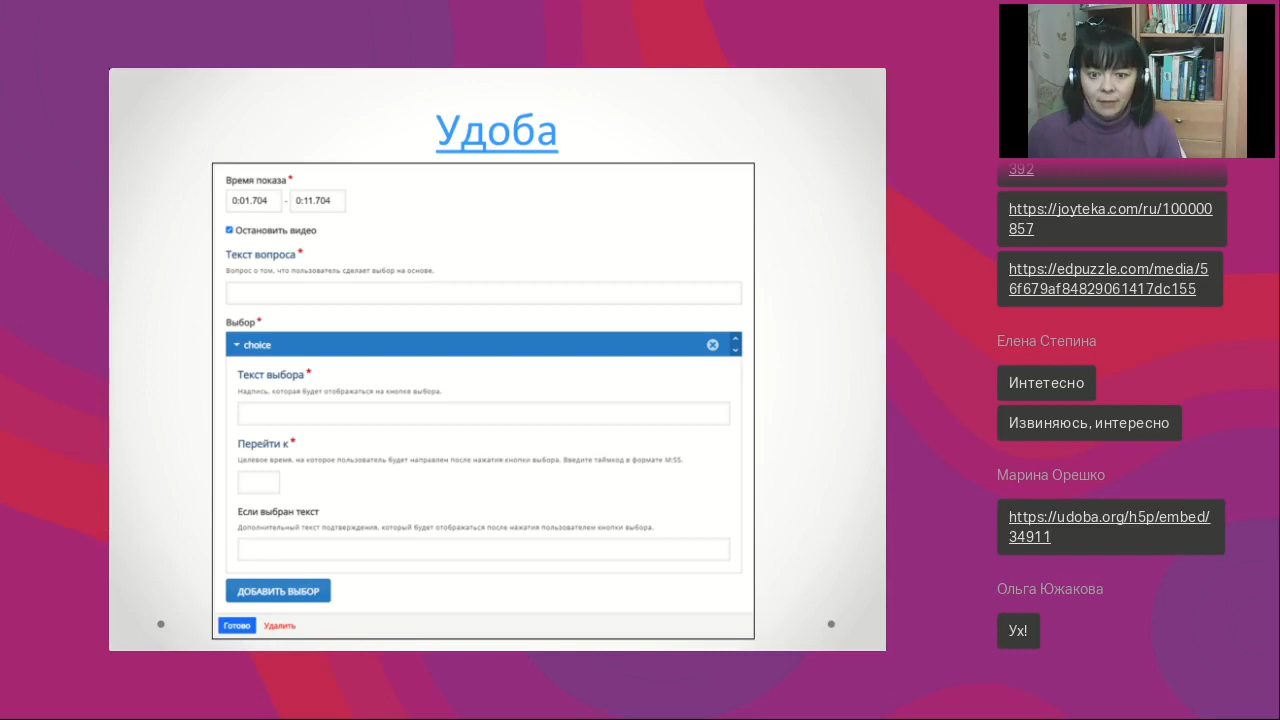 Удоба
Время показа *
0:01.704 - 0:11.704
Остановить видео
Текст вопроса *
Вопрос о том, что пользователь сделает выбор на основе.
Выбор *
choice
Текст выбора *
Надпись, которая будет отображаться на кнопке выбора.
Перейти к *
Целевое время, на которое пользователь будет направлен после нажатия кнопки выбора. Введите таймкод в формате M:SS.
Если выбран текст
Дополнительный текст подтверждения, который будет отображаться после нажатия пользователем кнопки выбора.
ДОБАВИТЬ ВЫБОР
Готово Удалить
392
https://joyteka.com/ru/100000
857
https://edpuzzle.com/media/5
6f679af84829061417dc155
Елена Степина
Интетесно
Извиняюсь, интересно
Марина Орешко
https://udoba.org/h5p/embed/
34911
Ольга Южакова
Ух!